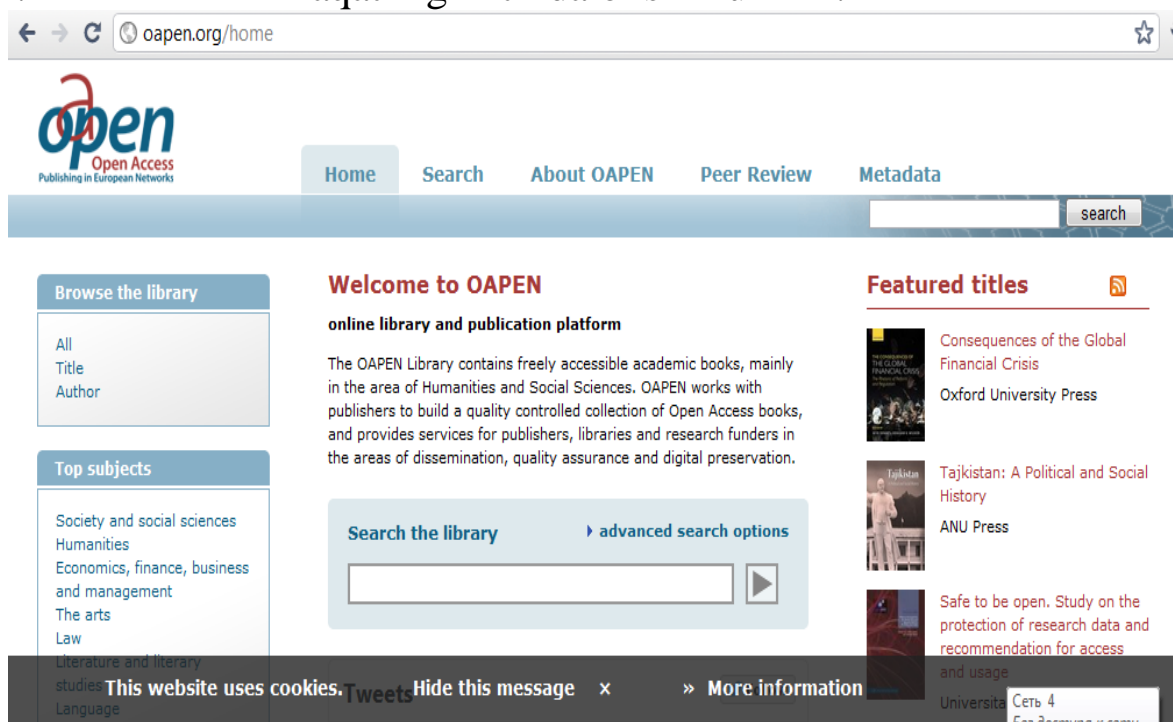 oapen.org/home
open
Open Access
Publishing in European Networks
Home Search About OAPEN Peer Review Metadata
search
Browse the library
All
Title
Author
Top subjects
Society and social sciences
Humanities
Economics, finance, business
and management
The arts
Law
Literature and literary
studies
Language
Welcome to OAPEN
online library and publication platform
The OAPEN Library contains freely accessible academic books, mainly
in the area of Humanities and Social Sciences. OAPEN works with
publishers to build a quality controlled collection of Open Access books,
and provides services for publishers, libraries and research funders in
the areas of dissemination, quality assurance and digital preservation.
Search the library advanced search options
Tweets
Featured titles
Consequences of the Global
Financial Crisis
Oxford University Press
Tajikistan
Tajikistan: A Political and Social
History
ANU Press
Safe to be open. Study on the
protection of research data and
recommendation for access
and usage
This website uses cookies. Hide this message x » More information
Сеть 4